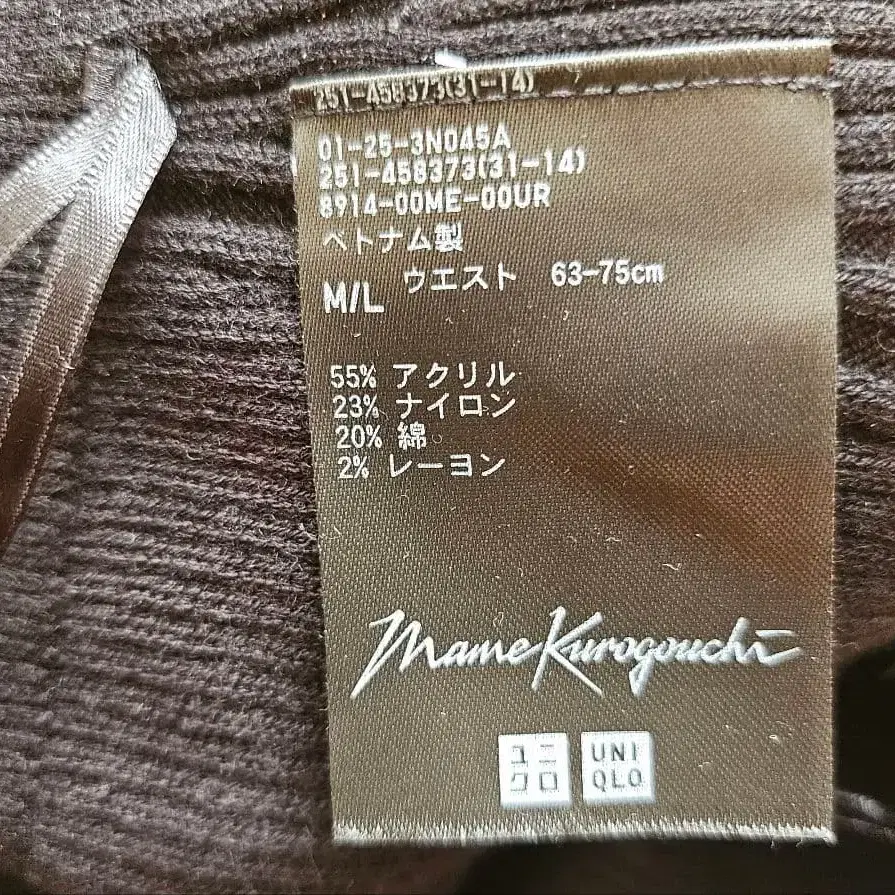 251-458373(31-14)
01-25-3N045A
251-458373(31-14)
8914-00ME-00UR
ベトナム製
M/L ウエスト 63-75cm
55% アクリル
23% ナイロン
20% 綿
2% レーヨン
Mame Kurogouchi
ユニ UNI
クロ QLO